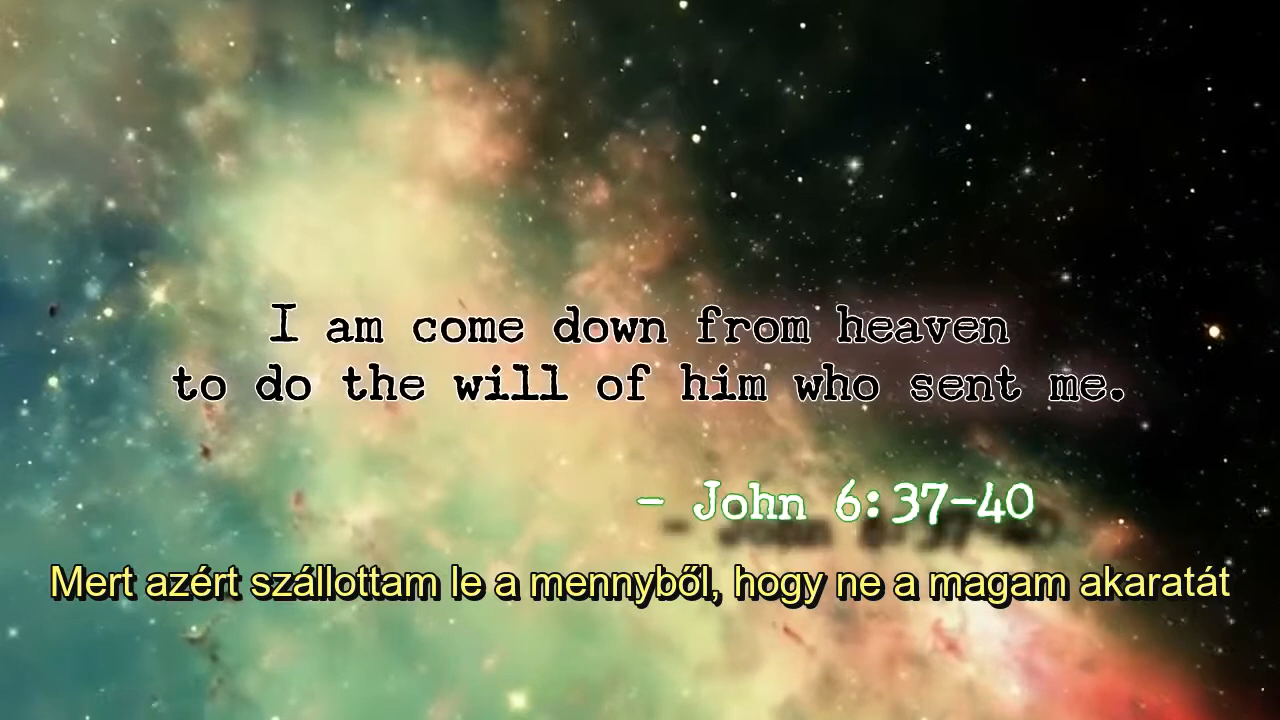 I am come down from heaven
to do the will of him who sent me.
- John 6:37-40
Mert azért szállottam le a mennyből, hogy ne a magam akaratát